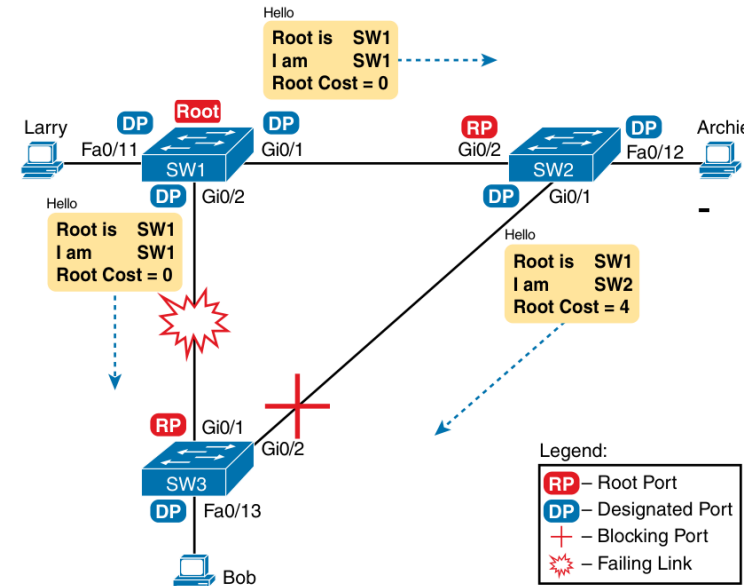 Hello
Root is SW1
I am SW1
Root Cost = 0
Larry
DP
Root
DP
RP
DP
Archie
Fa0/11
SW1
Gi0/1
Gi0/2
SW2
Fa0/12
DP
Gi0/2
DP
Gi0/1
-
Hello
Root is SW1
I am SW1
Root Cost = 0
Hello
Root is SW1
I am SW2
Root Cost = 4
RP
Gi0/1
Gi0/2
SW3
DP
Fa0/13
Bob
Legend:
RP – Root Port
DP – Designated Port
– Blocking Port
– Failing Link